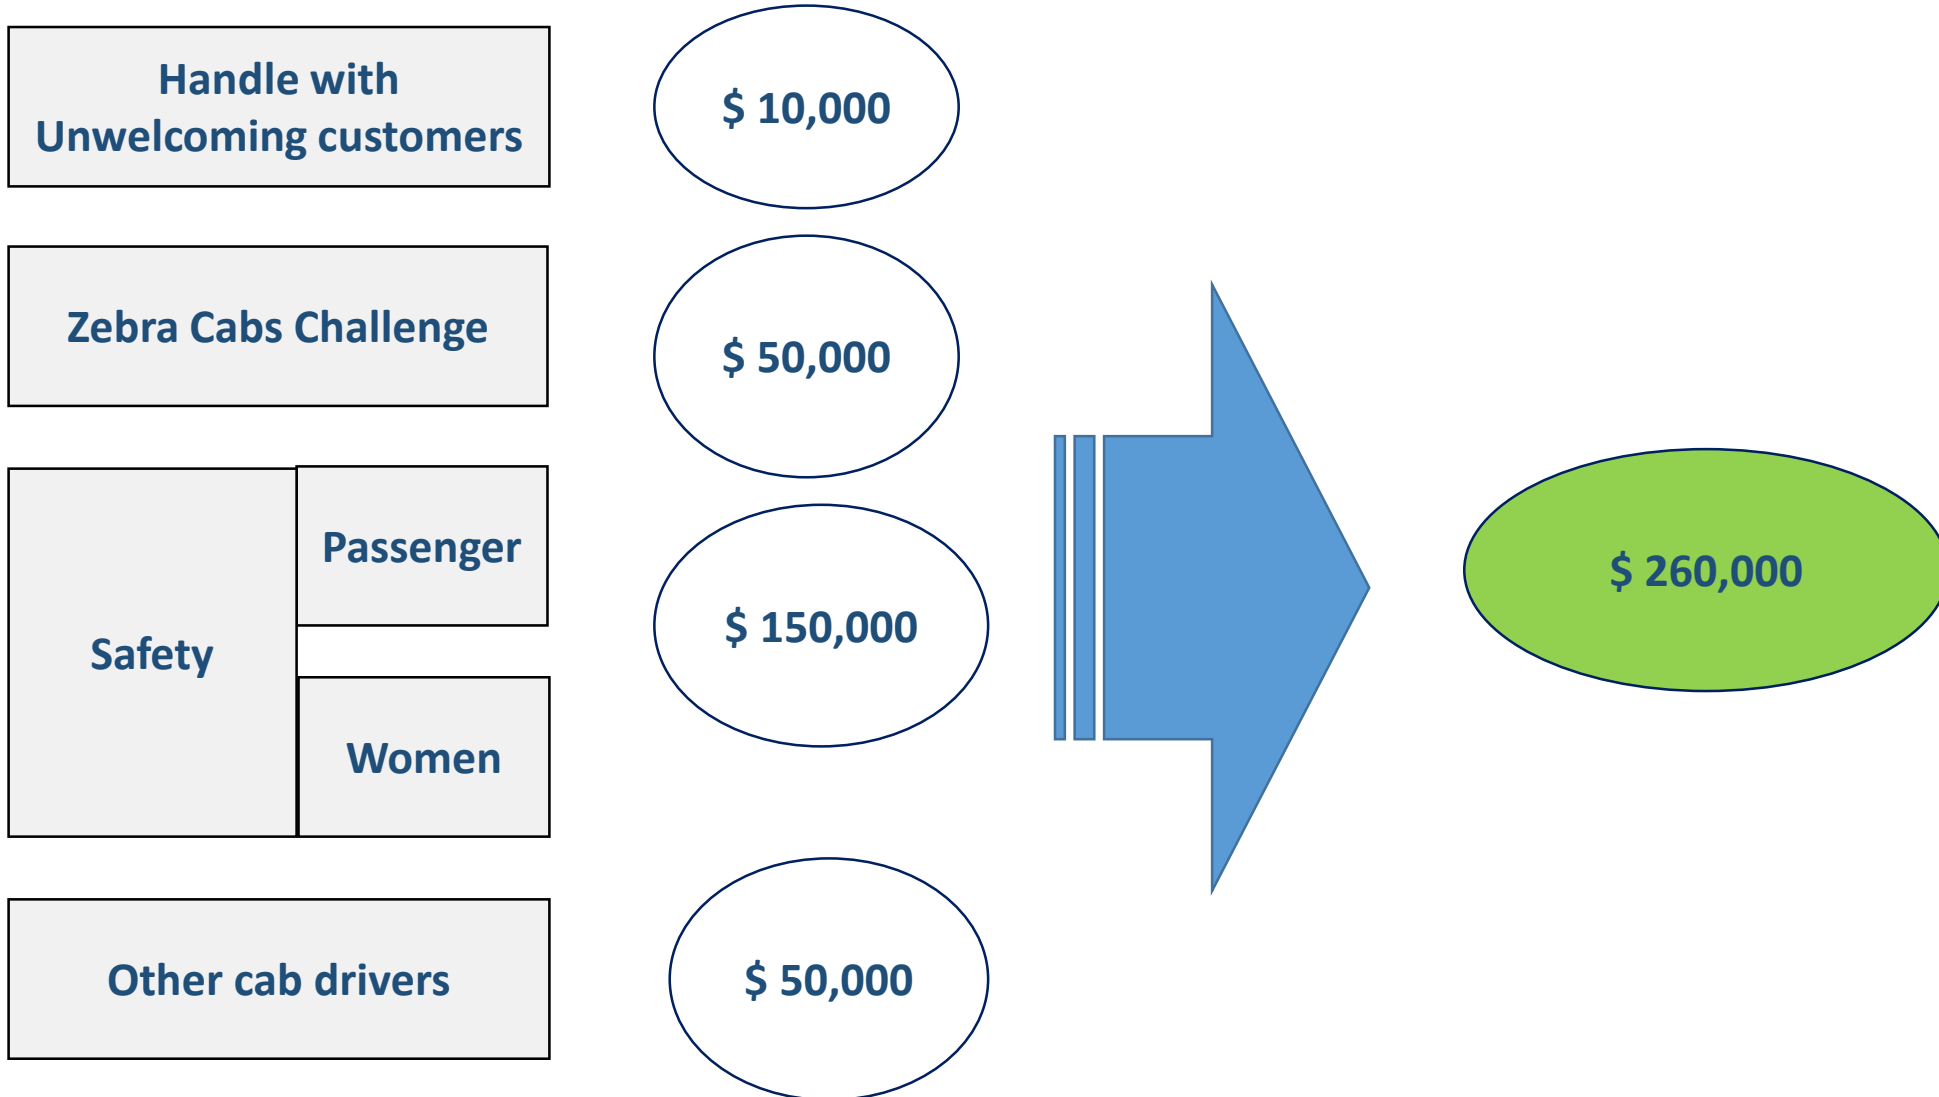 Handle with
Unwelcoming customers
$ 10,000
Zebra Cabs Challenge
$ 50,000
Safety
Passenger
Women
$ 150,000
Other cab drivers
$ 50,000
$ 260,000